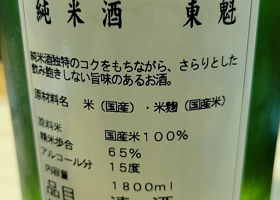 純米酒 東魁
純米酒独特のコクをもちながら、さらりとした
飲み飽きしない旨味のあるお酒。
原材料名 米(国産)・米麹(国産米)
原料米 国産米100%
精米歩合 65%
アルコール分 15度
内容量 1800ml
品目 清酒